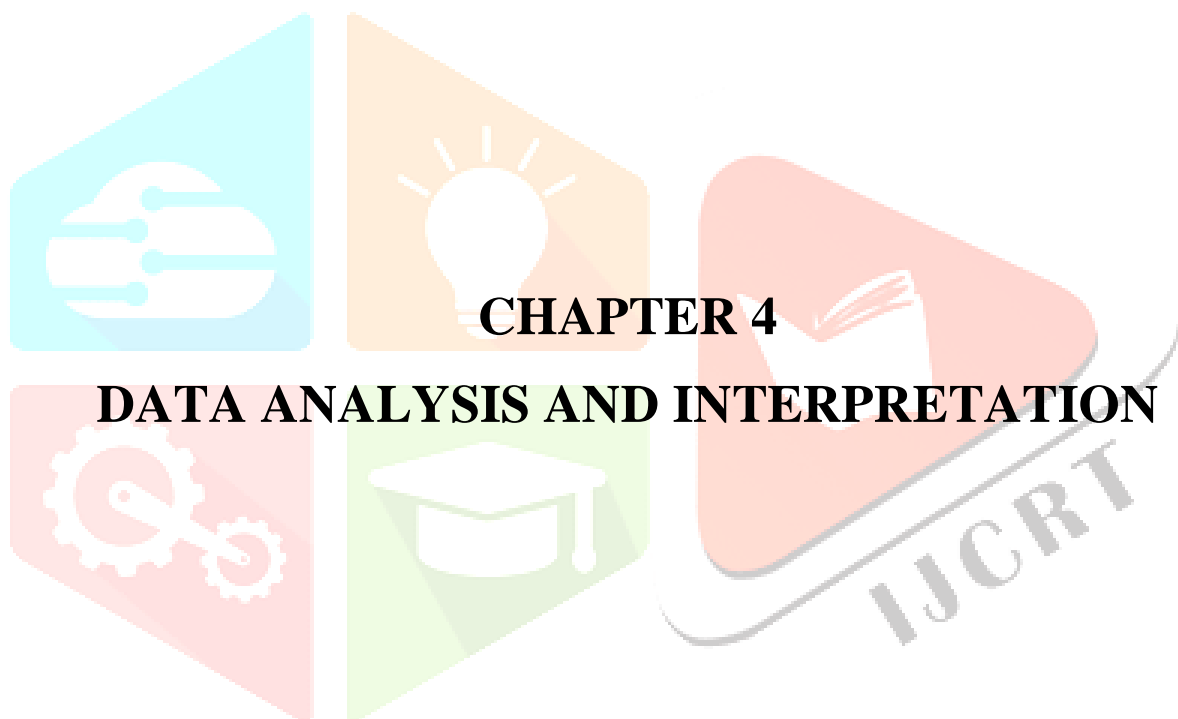 CHAPTER 4
DATA ANALYSIS AND INTERPRETATION
IJCRT